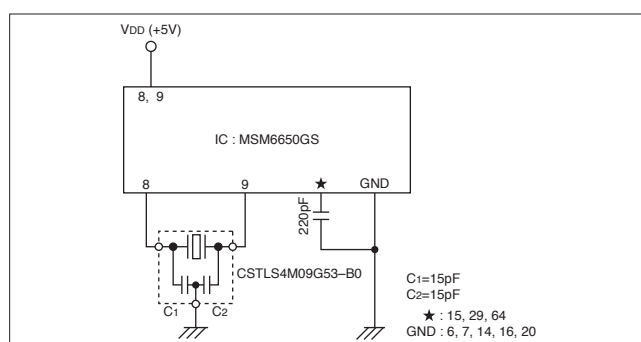 VDD (+5V)
8, 9
IC : MSM6650GS
8
9
★
GND
220pF
CSTLS4M09G53–B0
C1
C2
C1=15pF
C2=15pF
★ : 15, 29, 64
GND : 6, 7, 14, 16, 20